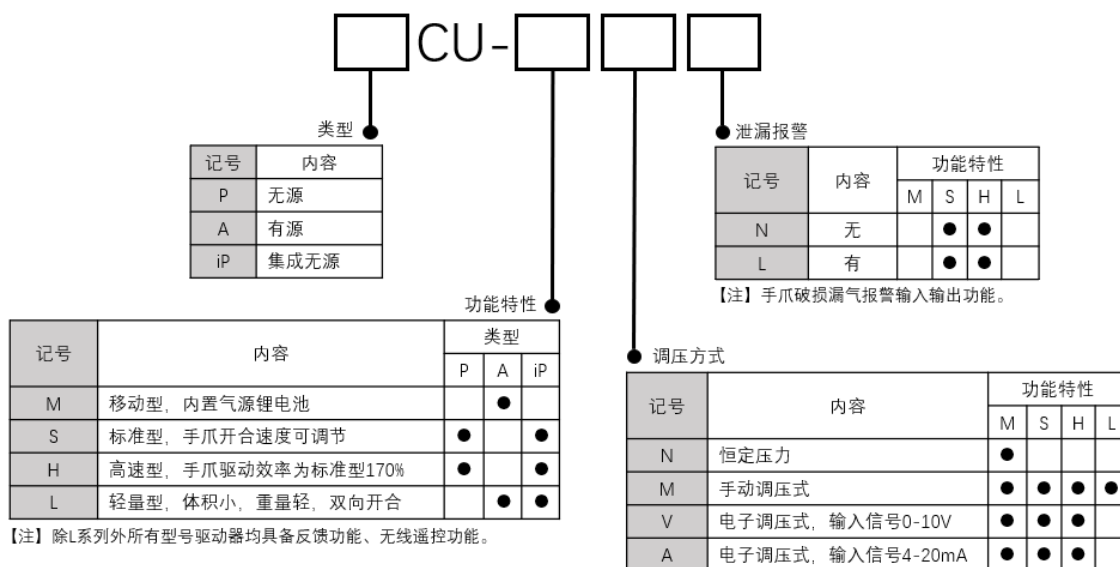 CU-
类型
记号 内容
P 无源
A 有源
iP 集成无源
泄漏报警
记号 内容 功能特性
M S H L
N 无 ● ●
L 有 ● ●
【注】手爪破损漏气报警输入输出功能。
功能特性
记号 内容 类型
P A iP
M 移动型，内置气源锂电池 ●
S 标准型，手爪开合速度可调节 ● ●
H 高速型，手爪驱动效率为标准型170% ● ●
L 轻量型，体积小，重量轻，双向开合 ● ●
【注】除L系列外所有型号驱动器均具备反馈功能、无线遥控功能。
调压方式
记号 内容 功能特性
M S H L
N 恒定压力 ●
M 手动调压式 ● ● ● ●
V 电子调压式，输入信号0-10V ● ● ●
A 电子调压式，输入信号4-20mA ● ● ●